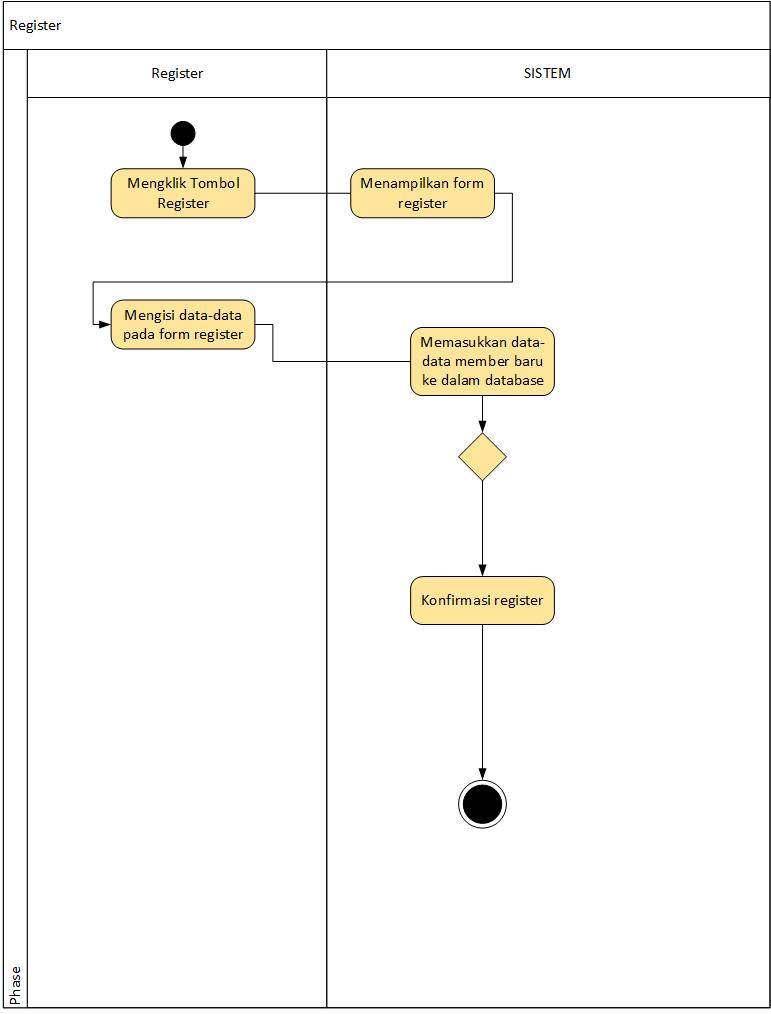 Register
Register
SISTEM
Mengklik Tombol
Register
Menampilkan form
register
Mengisi data-data
pada form register
Memasukkan data-
data member baru
ke dalam database
Konfirmasi register
Phase